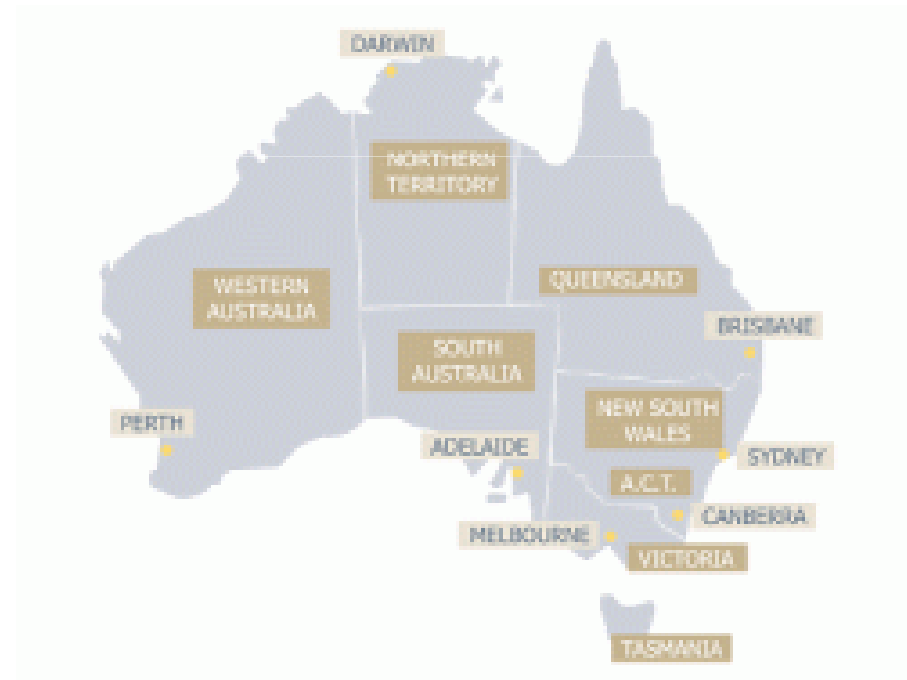 DARWIN
NORTHERN
TERRITORY
WESTERN
AUSTRALIA
QUEENSLAND
BRISBANE
SOUTH
AUSTRALIA
NEW SOUTH
WALES
PERTH
ADELAIDE
SYDNEY
A.C.T.
CANBERRA
MELBOURNE
VICTORIA
TASMANIA